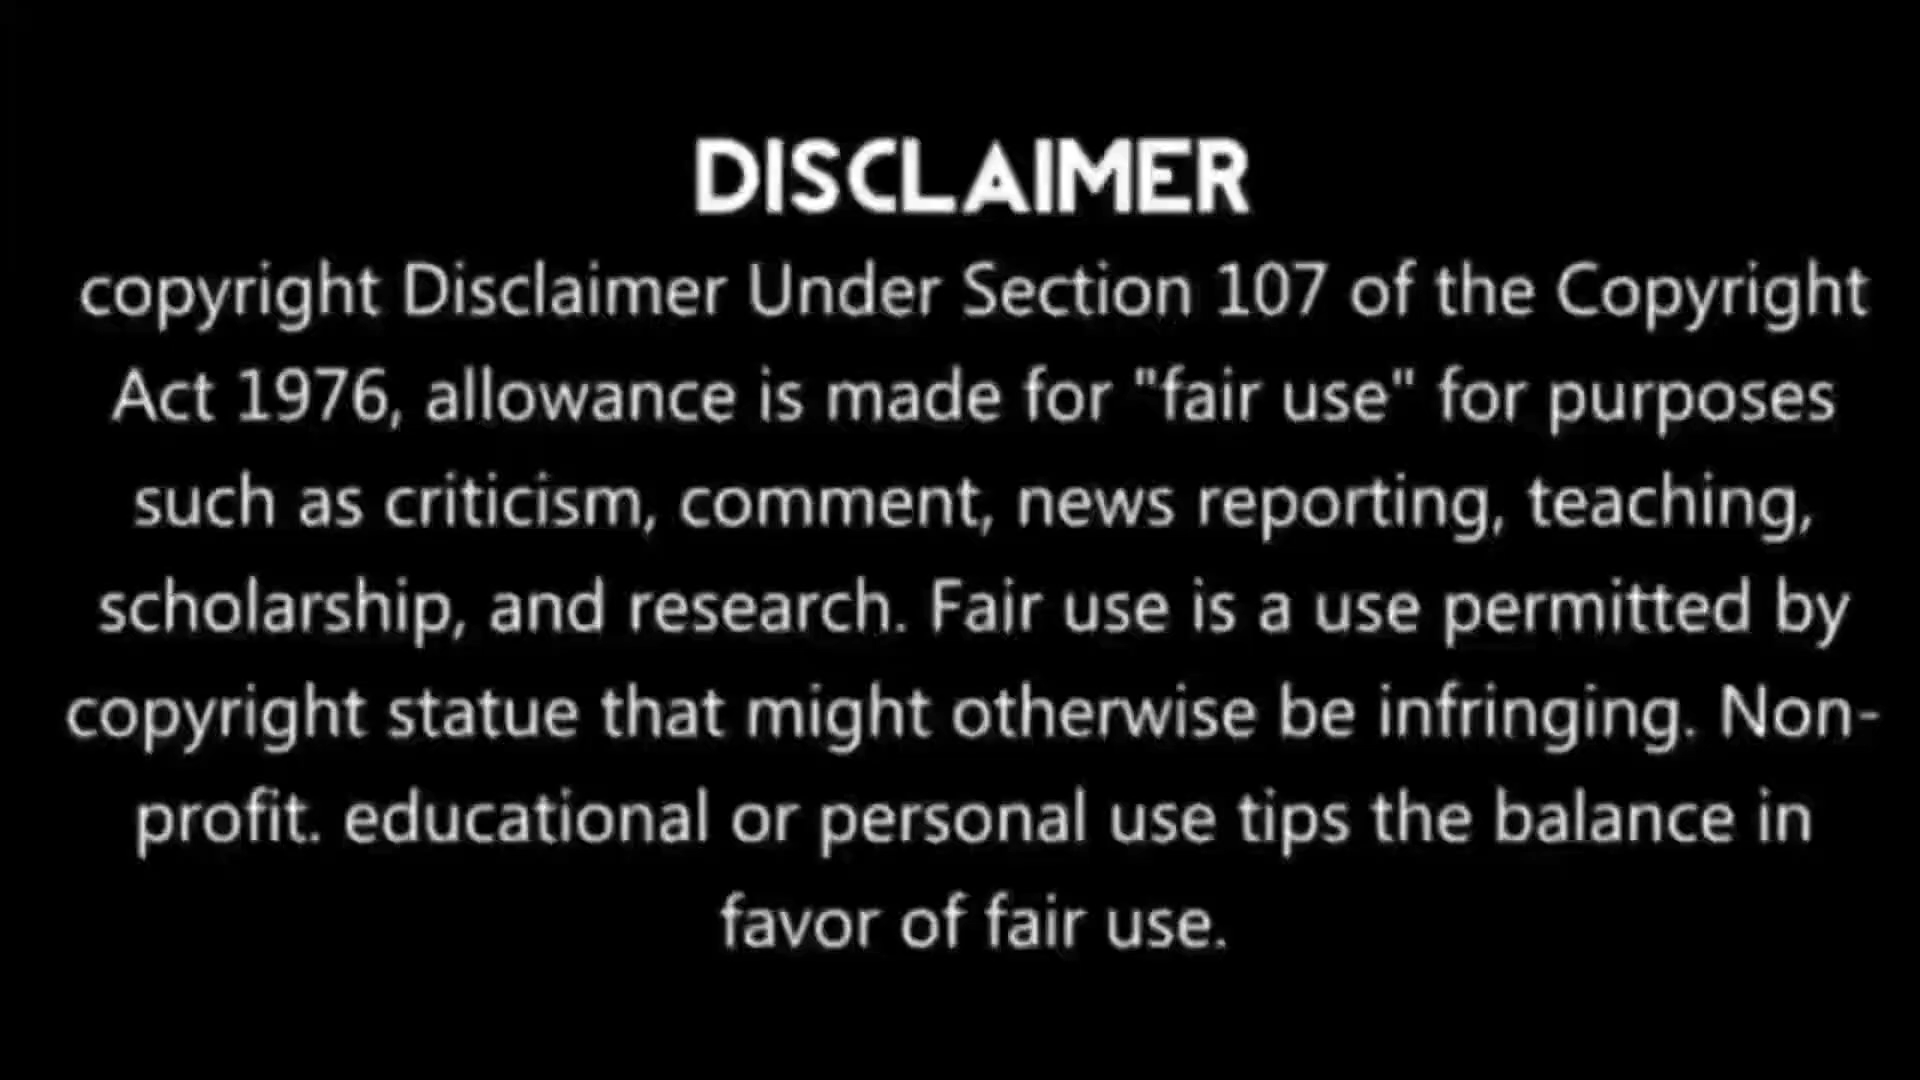 DISCLAIMER
copyright Disclaimer Under Section 107 of the Copyright
Act 1976, allowance is made for "fair use" for purposes
such as criticism, comment, news reporting, teaching,
scholarship, and research. Fair use is a use permitted by
copyright statue that might otherwise be infringing. Non-
profit. educational or personal use tips the balance in
favor of fair use.